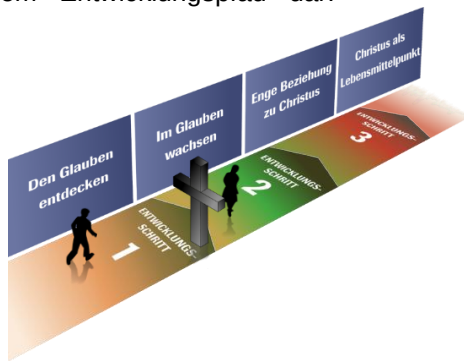 Entwicklungspfad dar:
Den Glauben
entdecken
Im Glauben
wachsen
Enge Beziehung
zu Christus
Christus als
Lebensmittelpunkt
1
ENTWICKLUNGS-
SCHRITT
2
ENTWICKLUNGS-
SCHRITT
3
ENTWICKLUNGS-
SCHRITT